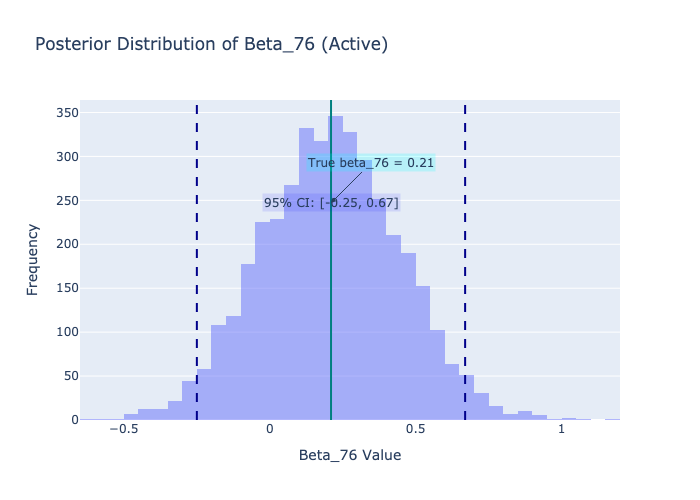 Posterior Distribution of Beta_76 (Active)
350
300
250
200
150
100
50
0
Frequency
True beta_76 = 0.21
95% CI: [-0.25, 0.67]
−0.5
0
0.5
1
Beta_76 Value